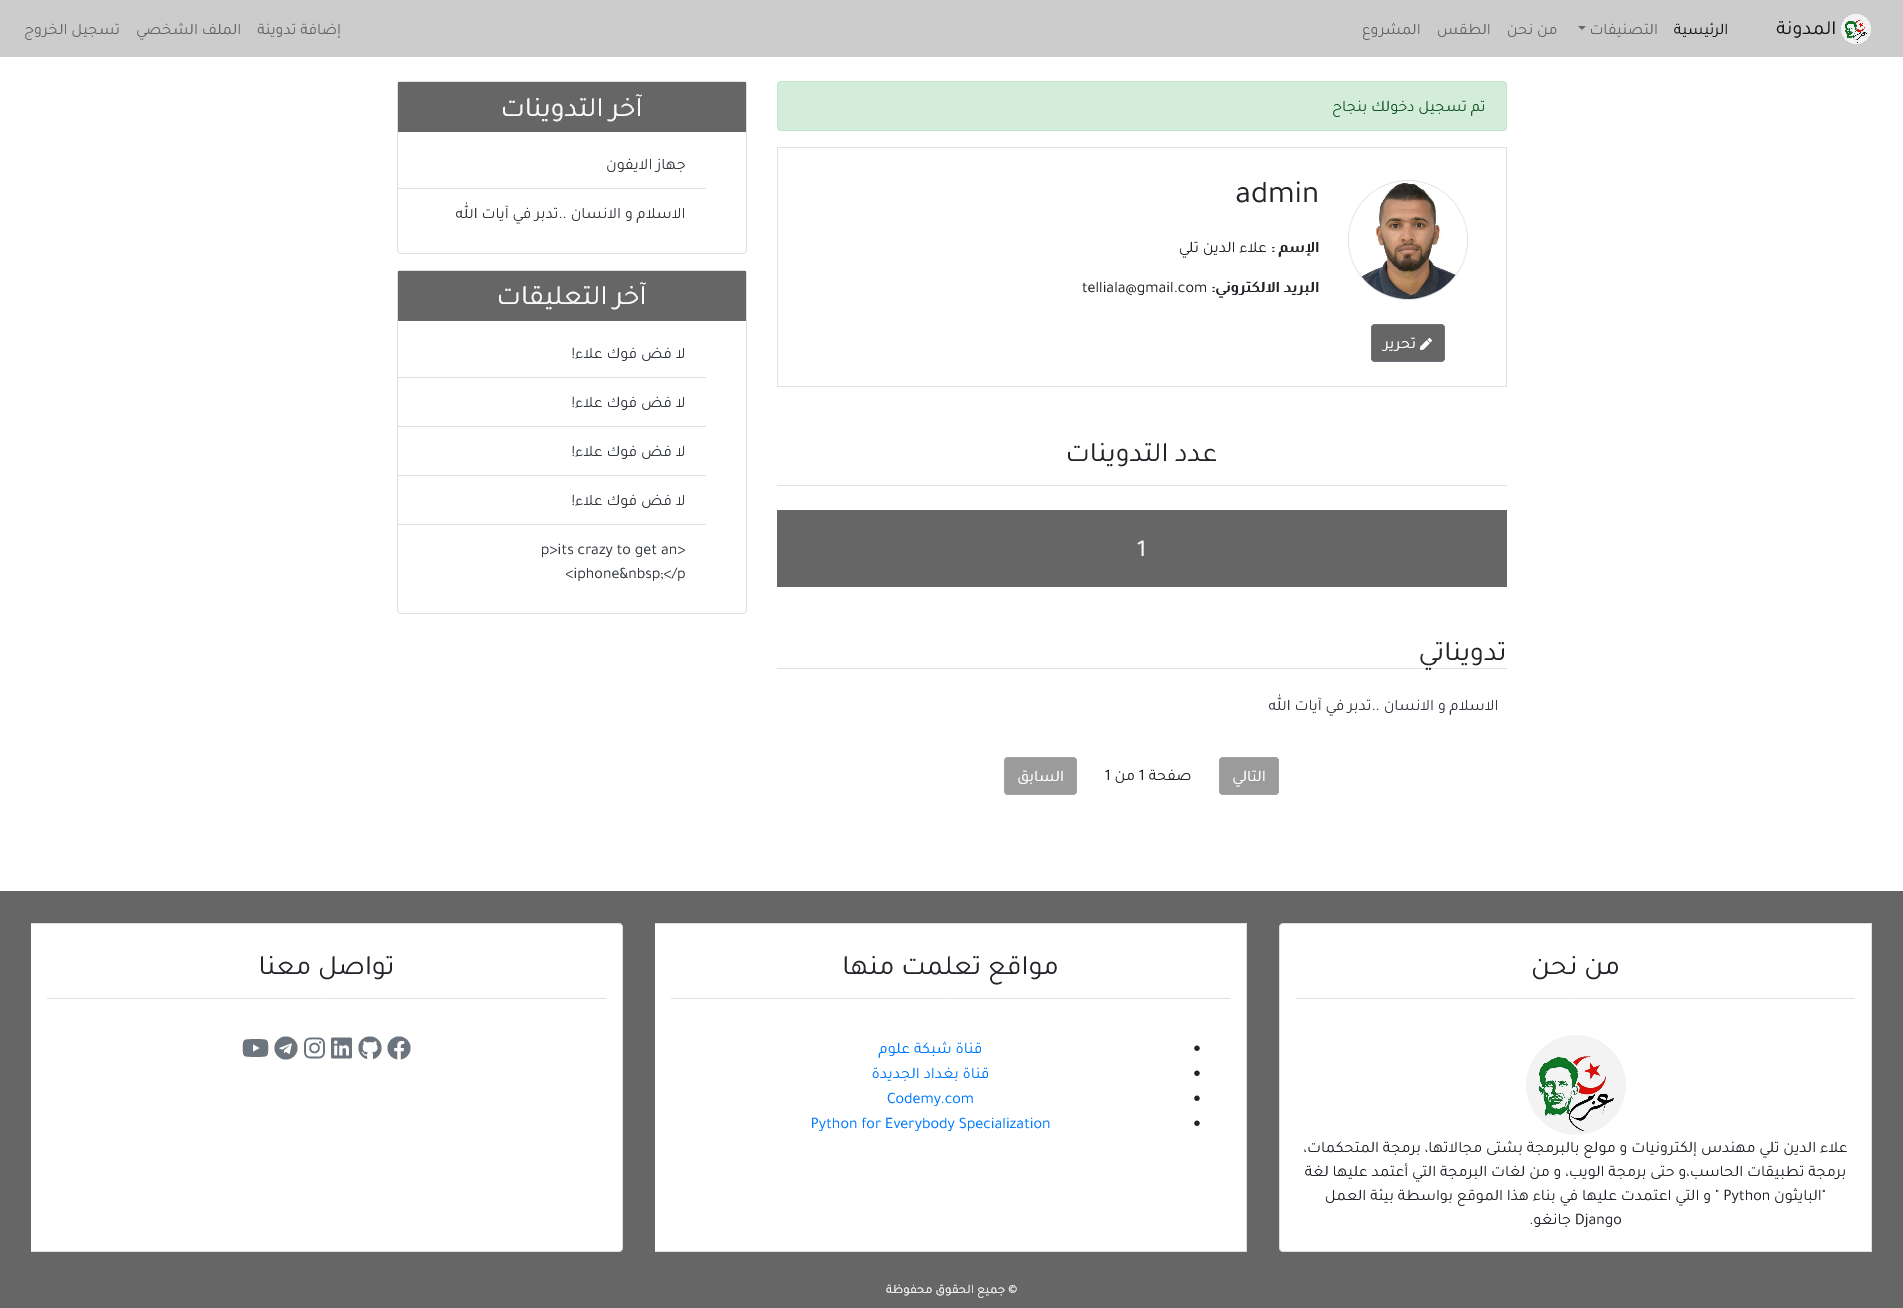 المدونة
الرئيسية
التصنيفات
من نحن
الطقس
المشروع
إضافة تدوينة
الملف الشخصي
تسجيل الخروج
تم تسجيل دخولك بنجاح
admin
الإسم : علاء الدين تلي
البريد الالكتروني: telliala@gmail.com
تحرير
عدد التدوينات
1
تدويناتي
الاسلام و الانسان ..تدبر في آيات الله
التالي
صفحة 1 من 1
السابق
آخر التدوينات
جهاز الايفون
الاسلام و الانسان ..تدبر في آيات الله
آخر التعليقات
لا فض فوك علاء!
لا فض فوك علاء!
لا فض فوك علاء!
لا فض فوك علاء!
<p>its crazy to get an
iphone&nbsp;</p>
من نحن
عزم
علاء الدين تلي مهندس إلكترونيات و مولع بالبرمجة بشتى مجالاتها، برمجة المتحكمات،
برمجة تطبيقات الحاسب،و حتى برمجة الويب، و من لغات البرمجة التي أعتمد عليها لغة
"البايثون Python " و التي اعتمدت عليها في بناء هذا الموقع بواسطة بيئة العمل
Django جانغو.
مواقع تعلمت منها
قناة شبكة علوم
قناة بغداد الجديدة
Codemy.com
Python for Everybody Specialization
تواصل معنا
© جميع الحقوق محفوظة